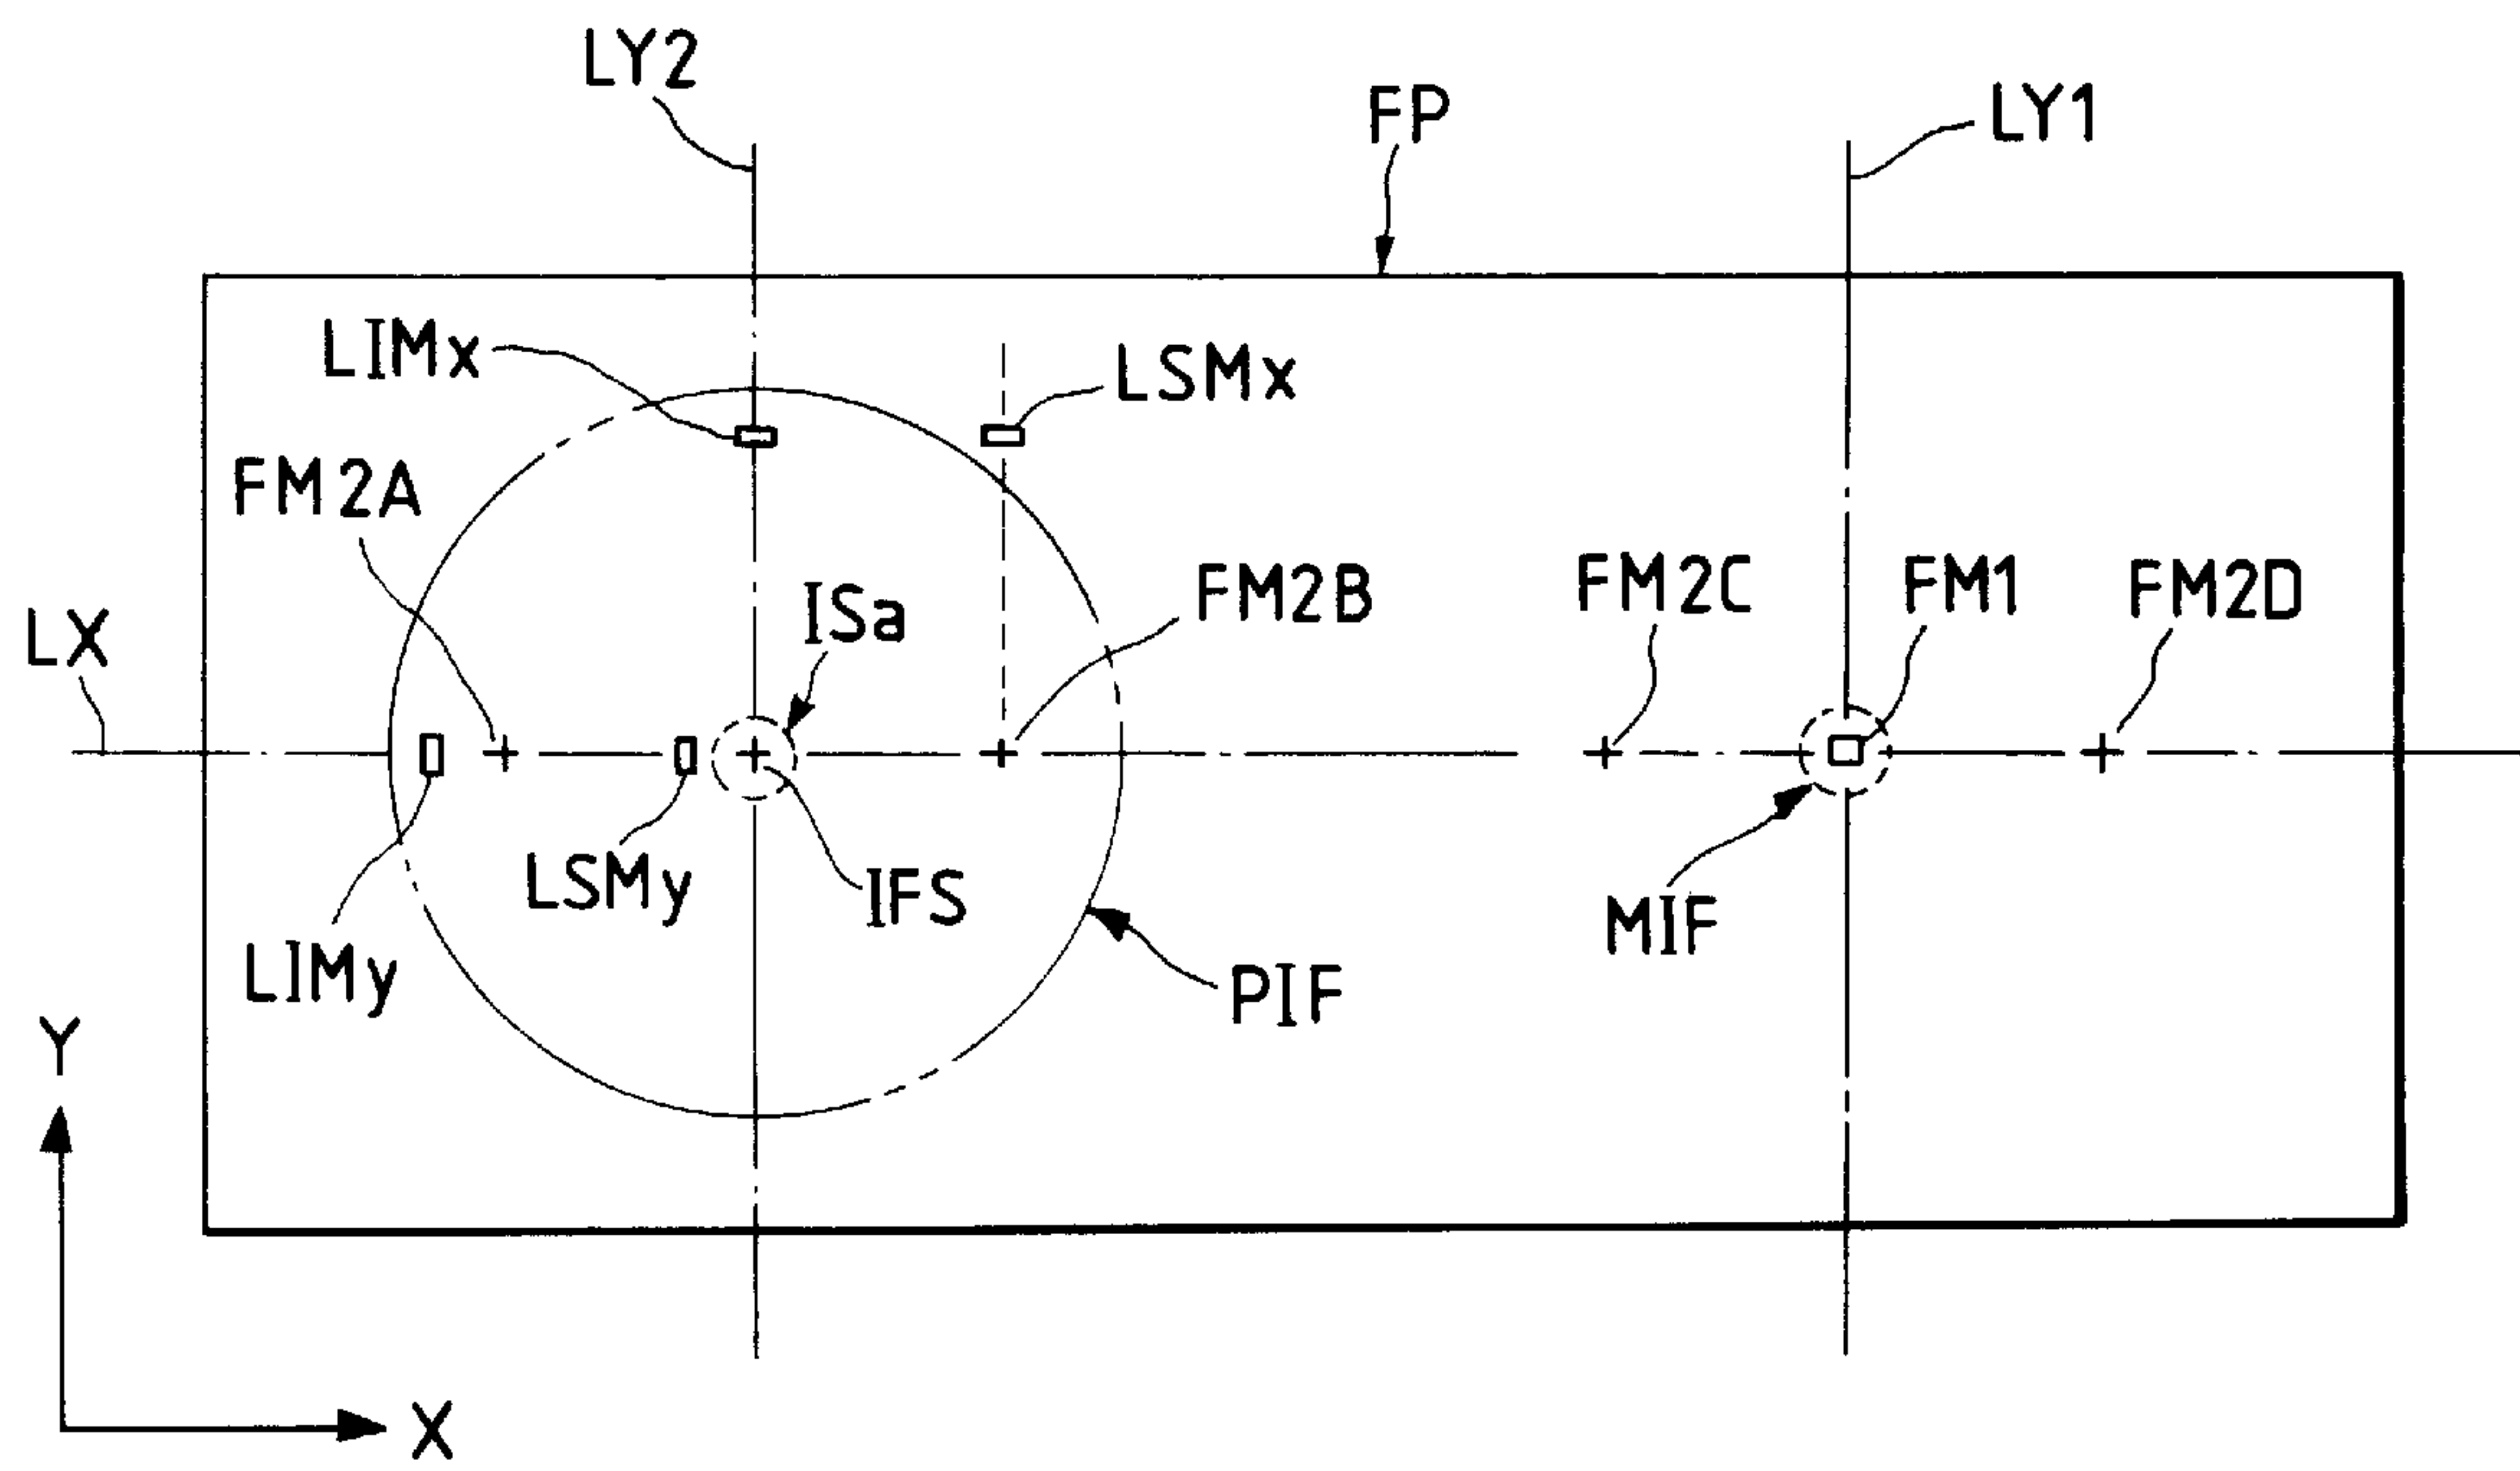 LY2
FP
LY1
LIMx
LSMx
FM2A
FM2C
FM1
FM2D
FM2B
ISa
LX
LSMy
IFS
MIF
LIMy
PIF
Y
X